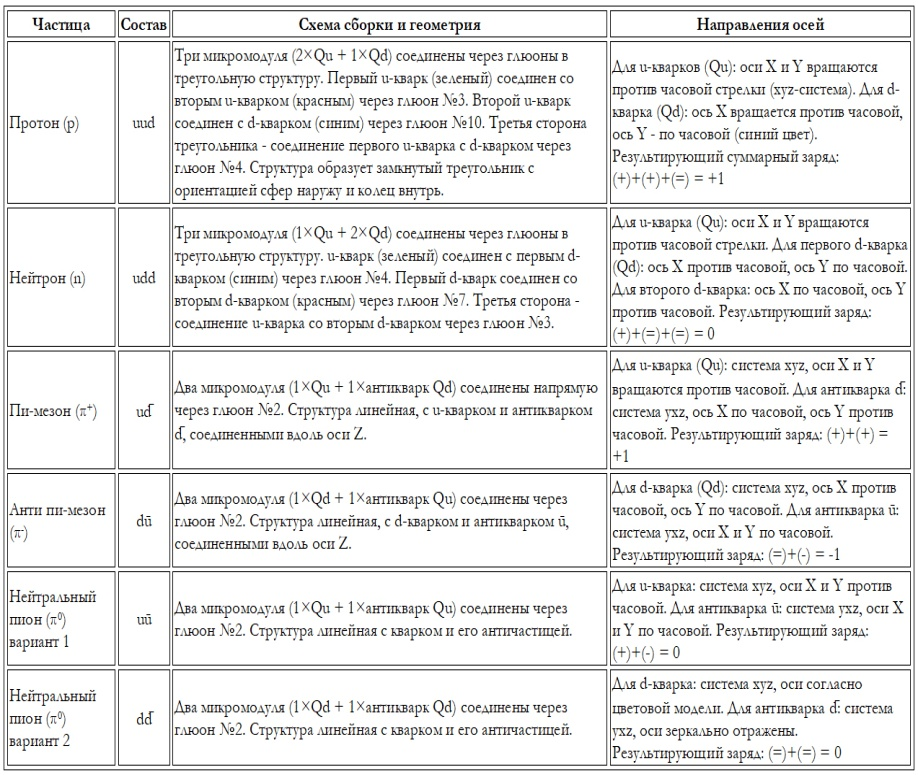 Частица
Состав
Схема сборки и геометрия
Направления осей
Протон (p)
uud
Три микромодуля (2×Qu + 1×Qd) соединены через глюоны в
треугольную структуру. Первый u-кварк (зеленый) соединен со
вторым u-кварком (красным) через глюон №3. Второй u-кварк
соединен с d-кварком (синим) через глюон №10. Третья сторона
треугольника - соединение первого u-кварка с d-кварком через
глюон №4. Структура образует замкнутый треугольник с
ориентацией сфер наружу и колец внутрь.
Для u-кварков (Qu): оси X и Y вращаются
против часовой стрелки (xyz-система). Для d-
кварка (Qd): ось X вращается против часовой,
ось Y - по часовой (синий цвет).
Результирующий суммарный заряд:
(+)+(+)+(=) = +1
Нейтрон (n)
udd
Три микромодуля (1×Qu + 2×Qd) соединены через глюоны в
треугольную структуру. u-кварк (зеленый) соединен с первым d-
кварком (синим) через глюон №4. Первый d-кварк соединен со
вторым d-кварком (красным) через глюон №7. Третья сторона -
соединение u-кварка со вторым d-кварком через глюон №3.
Для u-кварка (Qu): оси X и Y вращаются
против часовой стрелки. Для первого d-кварка
(Qd): ось X против часовой, ось Y по часовой.
Для второго d-кварка: ось X по часовой, ось Y
против часовой. Результирующий заряд:
(+)+(=)+(=) = 0
Пи-мезон (π⁺)
ud̄
Два микромодуля (1×Qu + 1×антикварк Qd) соединены напрямую
через глюон №2. Структура линейная, с u-кварком и антикварком
d̄, соединенными вдоль оси Z.
Для u-кварка (Qu): система xyz, оси X и Y
вращаются против часовой. Для антикварка d̄:
система yxz, ось X по часовой, ось Y против
часовой. Результирующий заряд: (+)+(+) =
+1
Анти пи-мезон
(π⁻)
dū
Два микромодуля (1×Qd + 1×антикварк Qu) соединены через
глюон №2. Структура линейная, с d-кварком и антикварком ū,
соединенными вдоль оси Z.
Для d-кварка (Qd): система xyz, ось X против
часовой, ось Y по часовой. Для антикварка ū:
система yxz, оси X и Y по часовой.
Результирующий заряд: (=)+(-) = -1
Нейтральный
пион (π⁰)
вариант 1
uū
Два микромодуля (1×Qu + 1×антикварк Qu) соединены через
глюон №2. Структура линейная с кварком и его античастицей.
Для u-кварка: система xyz, оси X и Y против
часовой. Для антикварка ū: система yxz, оси X
и Y по часовой. Результирующий заряд:
(+)+(-) = 0
Нейтральный
пион (π⁰)
вариант 2
dd̄
Два микромодуля (1×Qd + 1×антикварк Qd) соединены через
глюон №2. Структура линейная с кварком и его античастицей.
Для d-кварка: система xyz, оси согласно
цветовой модели. Для антикварка d̄: система
yxz, оси зеркально отражены.
Результирующий заряд: (=)+(=) = 0